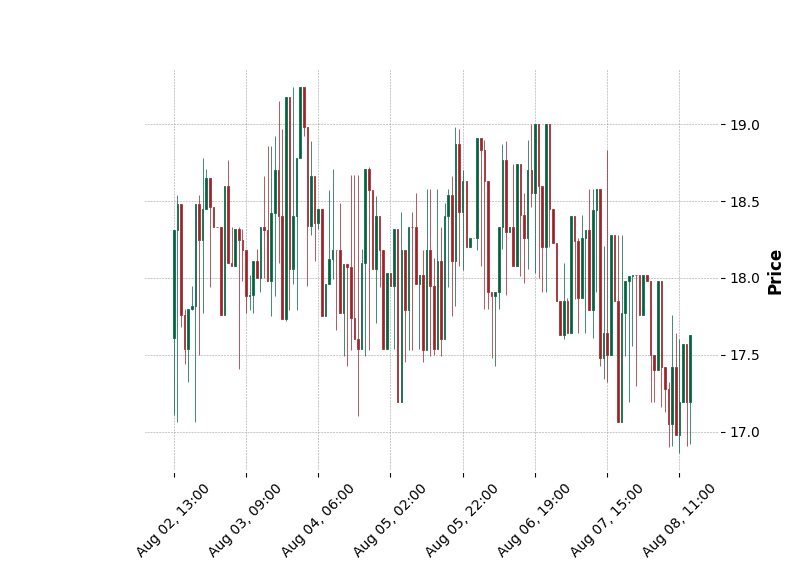 19.0
18.5
18.0
17.5
17.0
Price
Aug 02, 13:00
Aug 03, 09:00
Aug 04, 06:00
Aug 05, 02:00
Aug 05, 22:00
Aug 06, 19:00
Aug 07, 15:00
Aug 08, 11:00